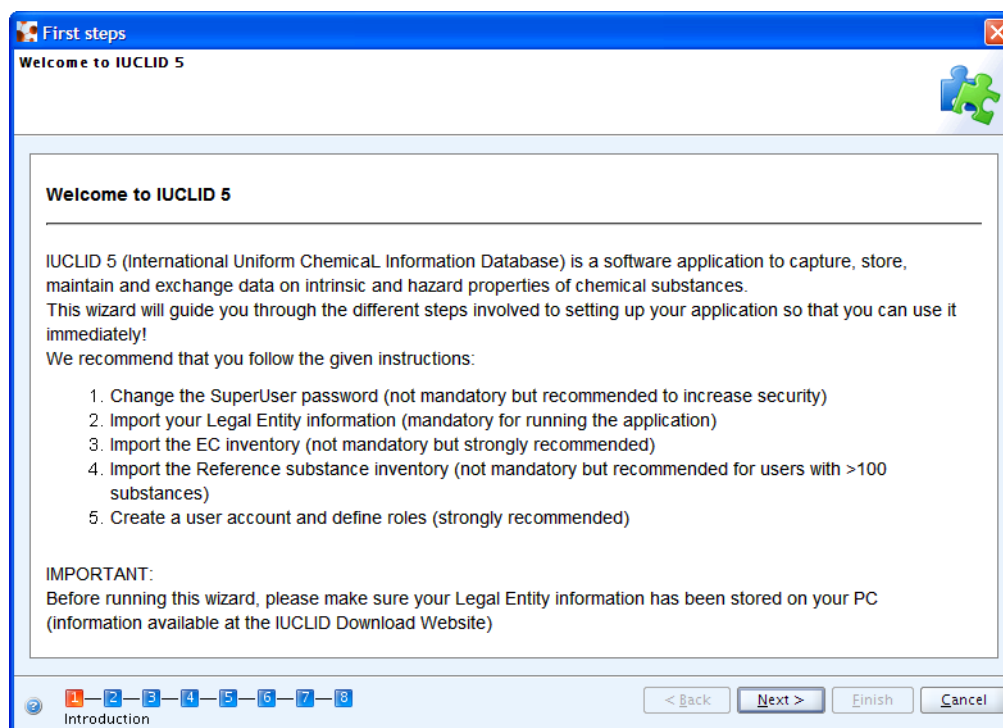 First steps
Welcome to IUCLID 5
Welcome to IUCLID 5
IUCLID 5 (International Uniform ChemicaL Information Database) is a software application to capture, store,
maintain and exchange data on intrinsic and hazard properties of chemical substances.
This wizard will guide you through the different steps involved to setting up your application so that you can use it
immediately!
We recommend that you follow the given instructions:
1. Change the SuperUser password (not mandatory but recommended to increase security)
2. Import your Legal Entity information (mandatory for running the application)
3. Import the EC inventory (not mandatory but strongly recommended)
4. Import the Reference substance inventory (not mandatory but recommended for users with >100
substances)
5. Create a user account and define roles (strongly recommended)
IMPORTANT:
Before running this wizard, please make sure your Legal Entity information has been stored on your PC
(information available at the IUCLID Download Website)
1 2 3 4 5 6 7 8
Introduction
< Back Next > Finish Cancel